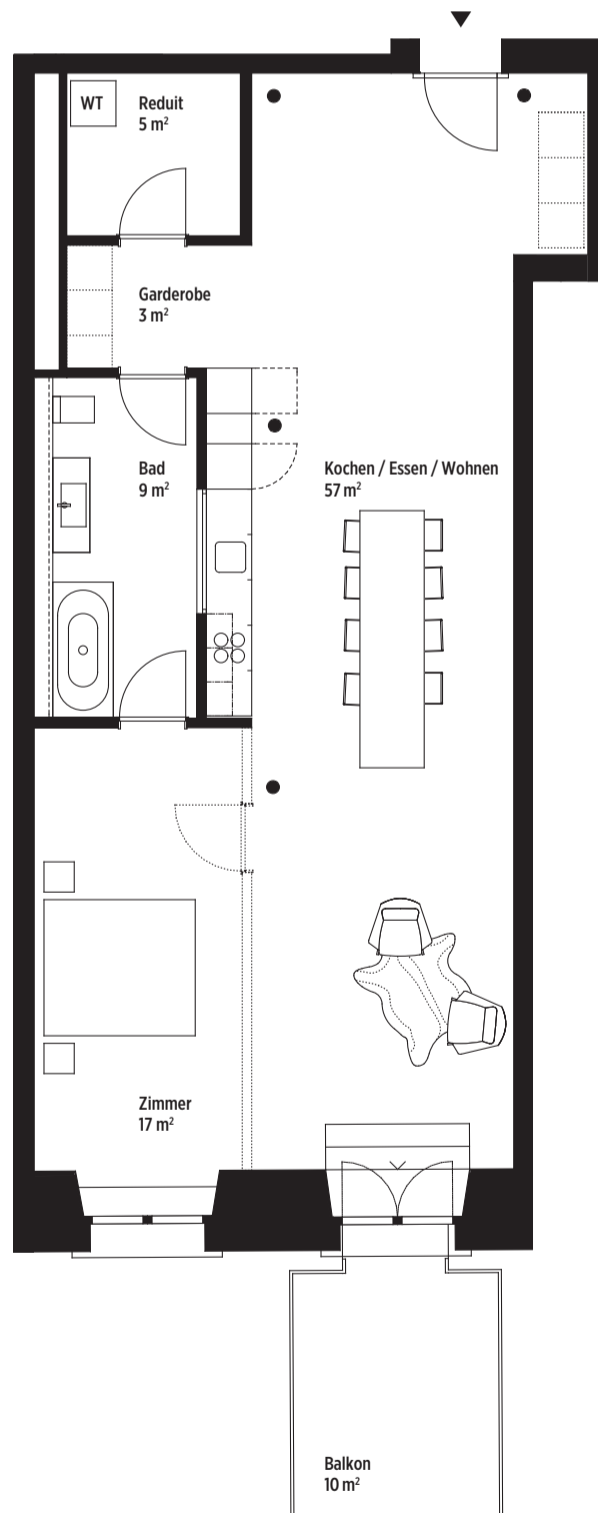 WT
Reduit
5 m²
Garderobe
3 m²
Bad
9 m²
Kochen / Essen / Wohnen
57 m²
Zimmer
17 m²
Balkon
10 m²